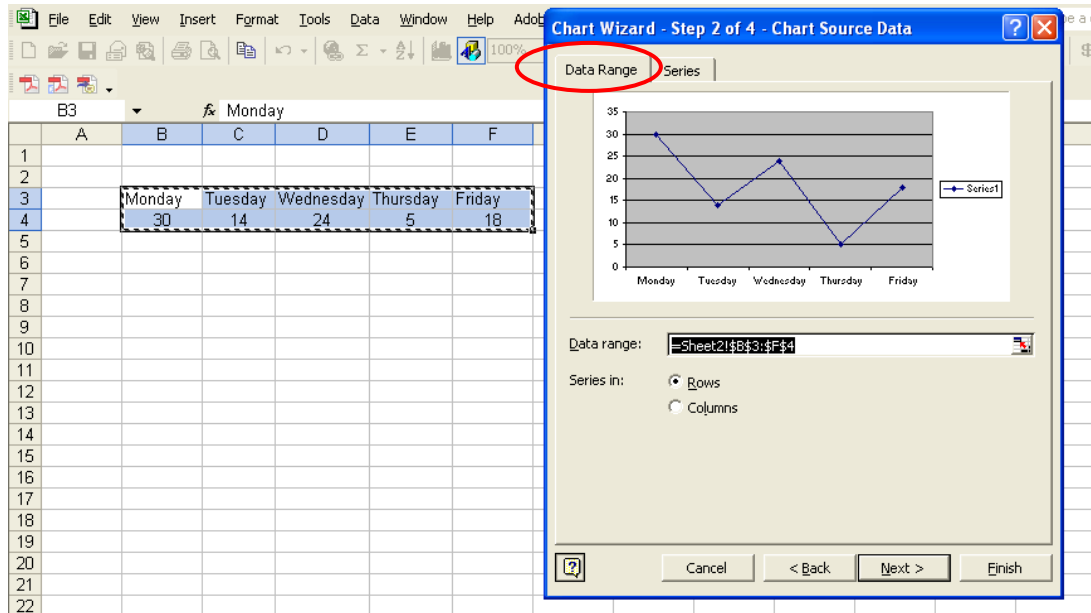 File Edit View Insert Format Tools Data Window Help Adob
100%
B3 fx Monday
A B C D E F
1
2
3 Monday Tuesday Wednesday Thursday Friday
4 30 14 24 5 18
5
6
7
8
9
10
11
12
13
14
15
16
17
18
19
20
21
22
Chart Wizard - Step 2 of 4 - Chart Source Data
Data Range Series
35
30
25
20
15
10
5
0
Monday Tuesday Wednesday Thursday Friday
Series1
Data range: =Sheet2!$B$3:$F$4
Series in: Rows
Columns
Cancel < Back Next > Finish